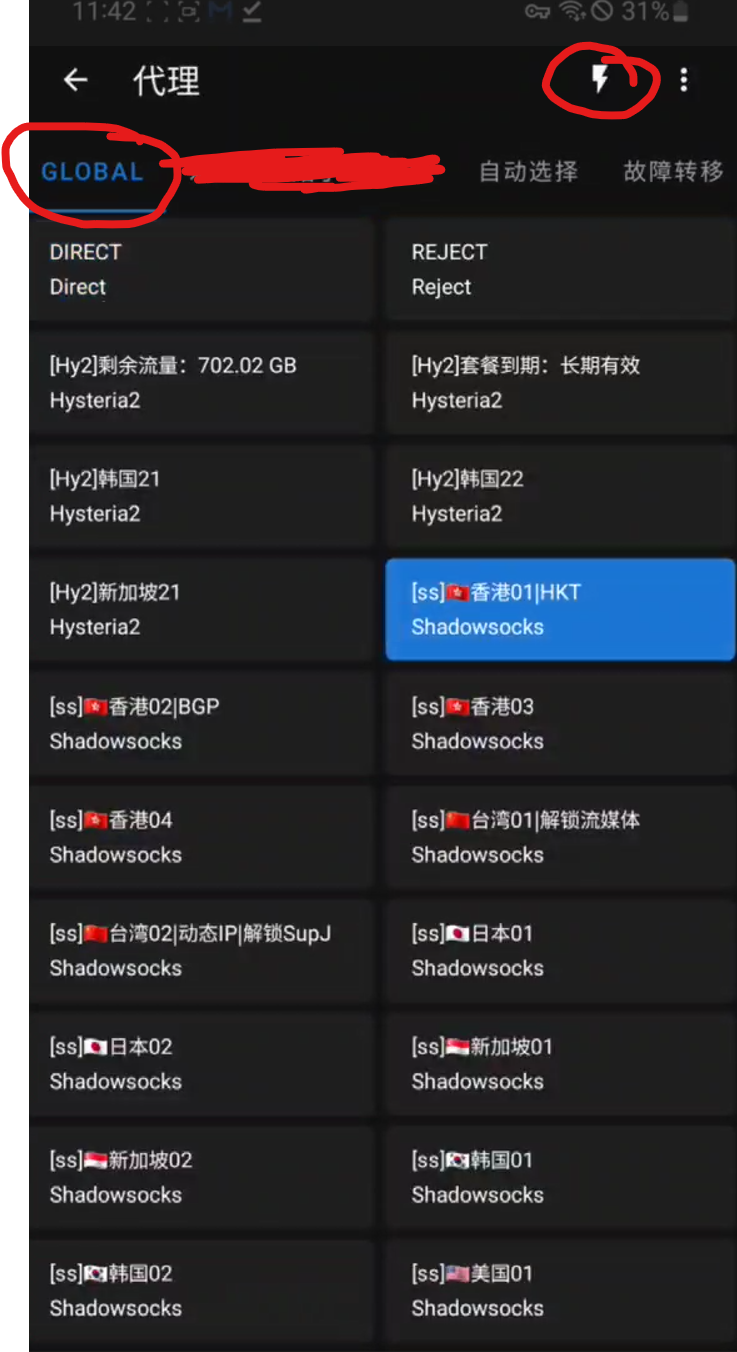 11:42 31%
代理
GLOBAL 自动选择 故障转移
DIRECT
Direct
REJECT
Reject
[Hy2]剩余流量：702.02 GB
Hysteria2
[Hy2]套餐到期：长期有效
Hysteria2
[Hy2]韩国21
Hysteria2
[Hy2]韩国22
Hysteria2
[Hy2]新加坡21
Hysteria2
[ss]🇭🇰香港01|HKT
Shadowsocks
[ss]🇭🇰香港02|BGP
Shadowsocks
[ss]🇭🇰香港03
Shadowsocks
[ss]🇭🇰香港04
Shadowsocks
[ss]🇨🇳台湾01|解锁流媒体
Shadowsocks
[ss]🇨🇳台湾02|动态IP|解锁SupJ
Shadowsocks
[ss]🇯🇵日本01
Shadowsocks
[ss]🇯🇵日本02
Shadowsocks
[ss]🇸🇬新加坡01
Shadowsocks
[ss]🇸🇬新加坡02
Shadowsocks
[ss]🇰🇷韩国01
Shadowsocks
[ss]🇰🇷韩国02
Shadowsocks
[ss]🇺🇸美国01
Shadowsocks